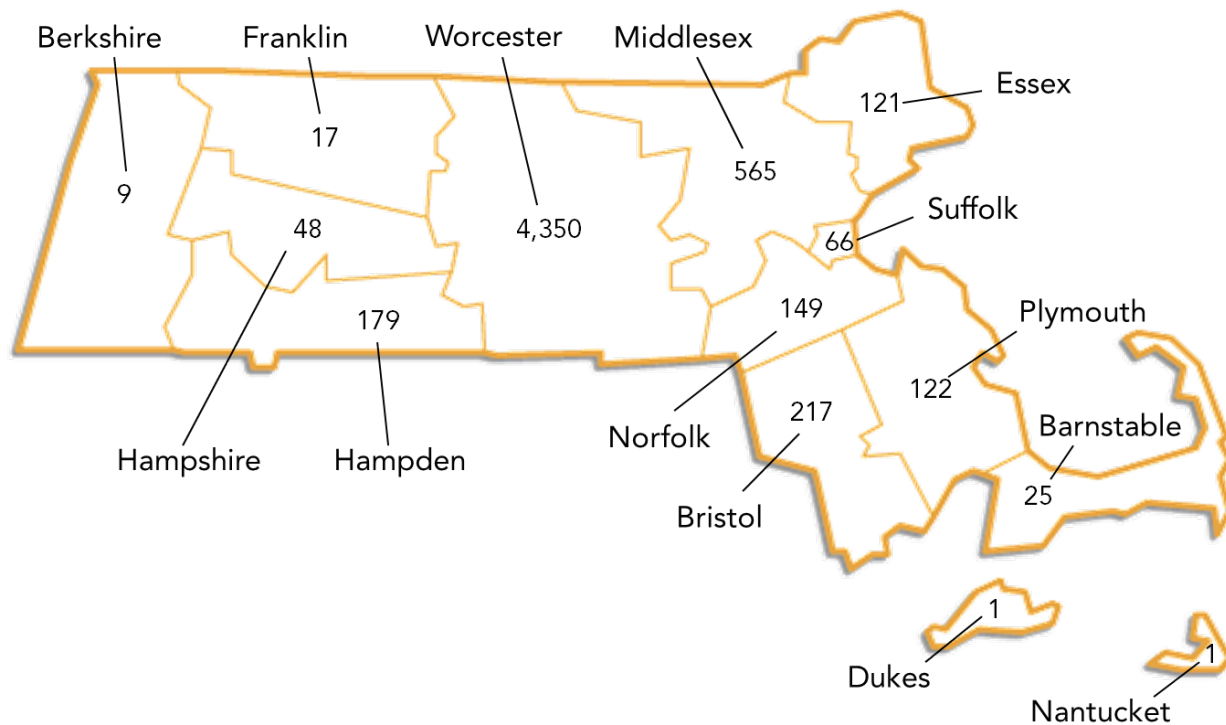 Berkshire
Franklin
Worcester
Middlesex
Essex
121
17
565
9
Suffolk
48
4,350
66
179
149
Plymouth
122
217
Norfolk
Barnstable
Hampshire
Hampden
25
Bristol
1
1
Dukes
Nantucket